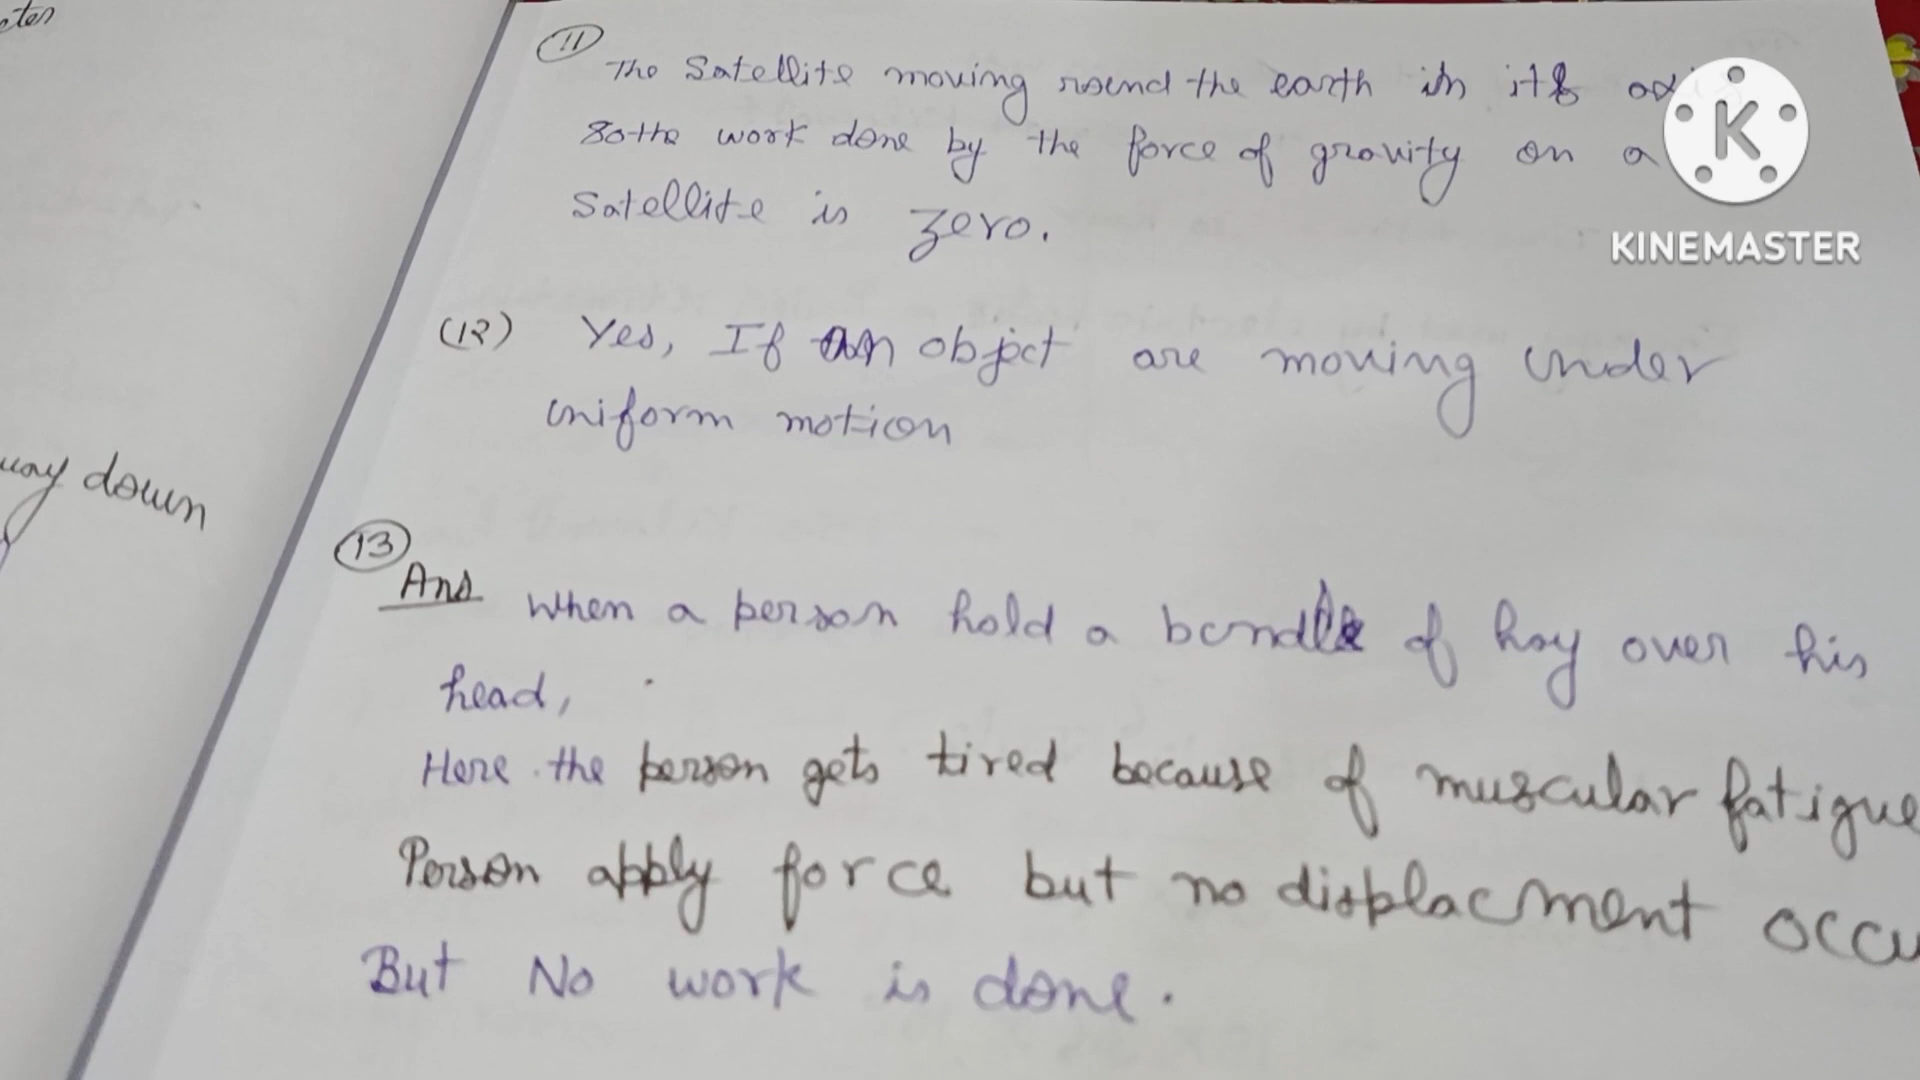 11
The Satellite moving round the earth in its
So the work done by the force of gravity on a
Satellite is zero.
(12) Yes, If an object are moving under
uniform motion
13
Ans When a person hold a bundle of hay over his
head,
Here the person gets tired because of muscular fatigue
Person apply force but no displacment occu
But No work is done.
way down
K
KINEMASTER